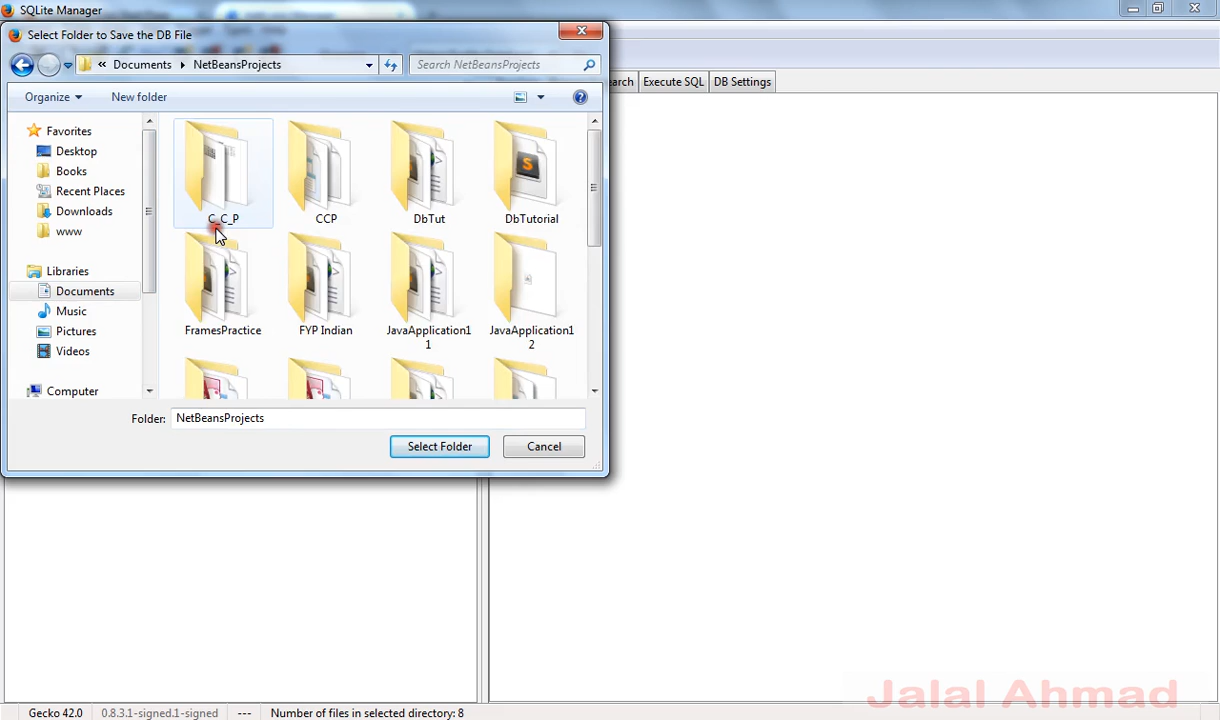 SQLite Manager
Select Folder to Save the DB File
« Documents NetBeansProjects
Search NetBeansProjects
Organize
New folder
arch
Execute SQL
DB Settings
Favorites
Desktop
Books
Recent Places
Downloads
www
Libraries
Documents
Music
Pictures
Videos
Computer
C_C_P
CCP
DbTut
DbTutorial
FramesPractice
FYP Indian
JavaApplication1
1
JavaApplication1
2
Folder: NetBeansProjects
Select Folder
Cancel
Jalal Ahmad
Gecko 42.0
0.8.3.1-signed.1-signed
---
Number of files in selected directory: 8